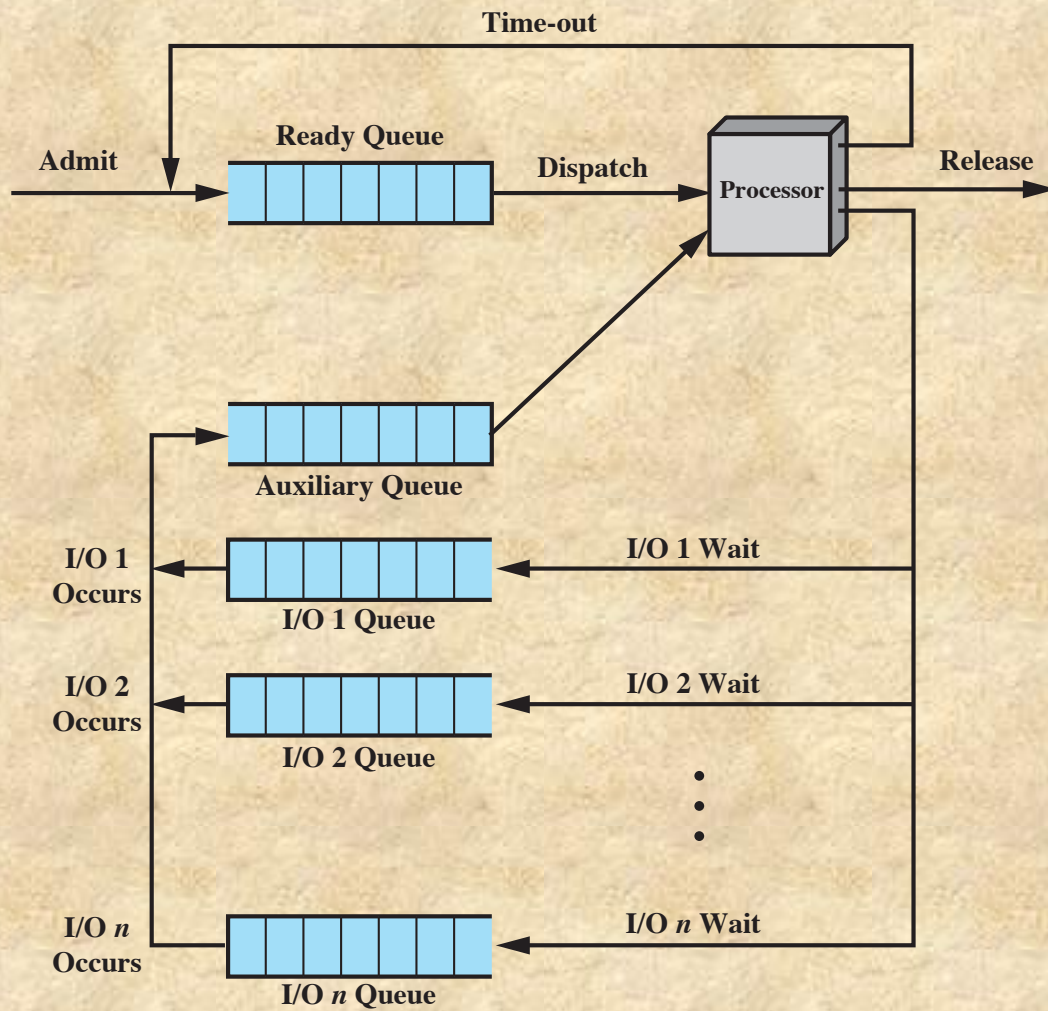 Time-out
Ready Queue
Admit
Dispatch
Release
Processor
Auxiliary Queue
I/O 1
Occurs
I/O 1 Wait
I/O 1 Queue
I/O 2
Occurs
I/O 2 Wait
I/O 2 Queue
I/O n
Occurs
I/O n Wait
I/O n Queue